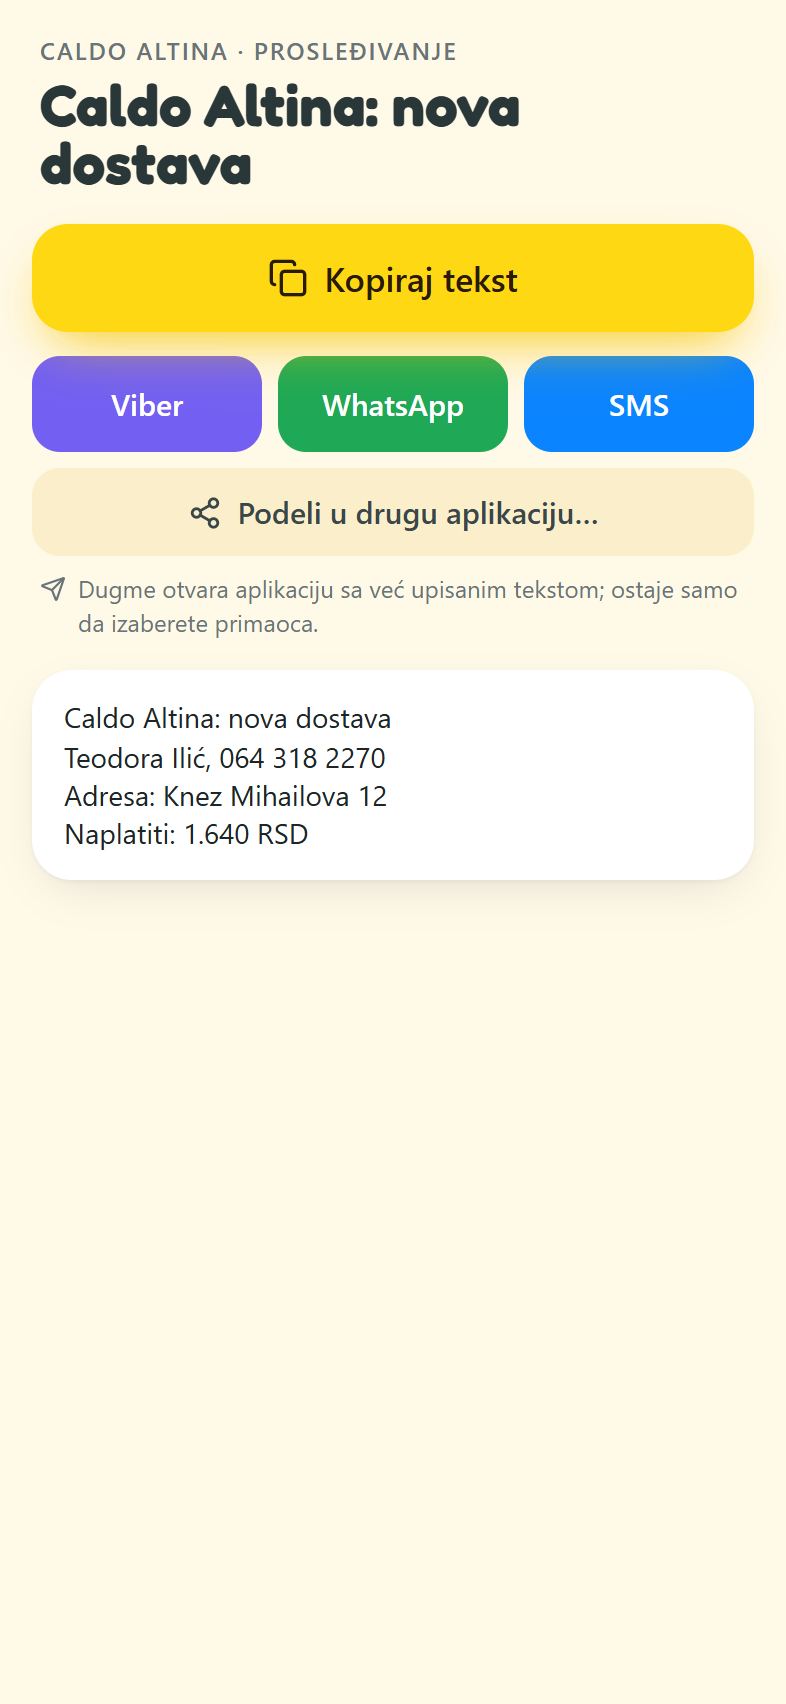 CALDO ALTINA · PROSLEĐIVANJE
Caldo Altina: nova
dostava
Kopiraj tekst
Viber
WhatsApp
SMS
Podeli u drugu aplikaciju...
Dugme otvara aplikaciju sa već upisanim tekstom; ostaje samo
da izaberete primaoca.
Caldo Altina: nova dostava
Teodora Ilić, 064 318 2270
Adresa: Knez Mihailova 12
Naplatiti: 1.640 RSD